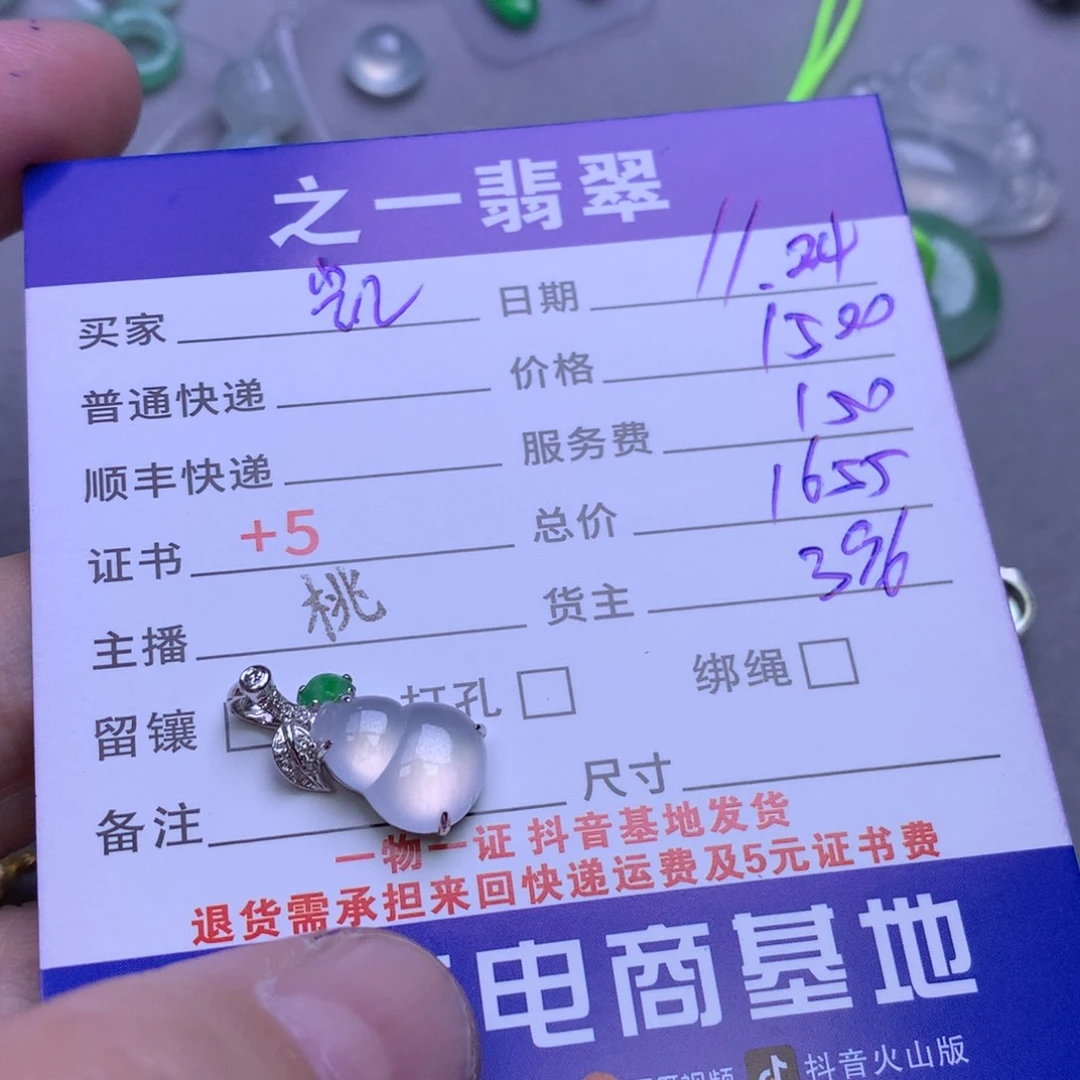 之一翡翠
买家 凯 日期 11.24
普通快递 价格 1500
顺丰快递 服务费 150
证书 +5 总价 1655
主播 桃 货主 396
留镶 打孔 绑绳
备注 尺寸
一物一证 抖音基地发货
退货需承担来回快递运费及5元证书费
电商基地
视频 抖音火山版